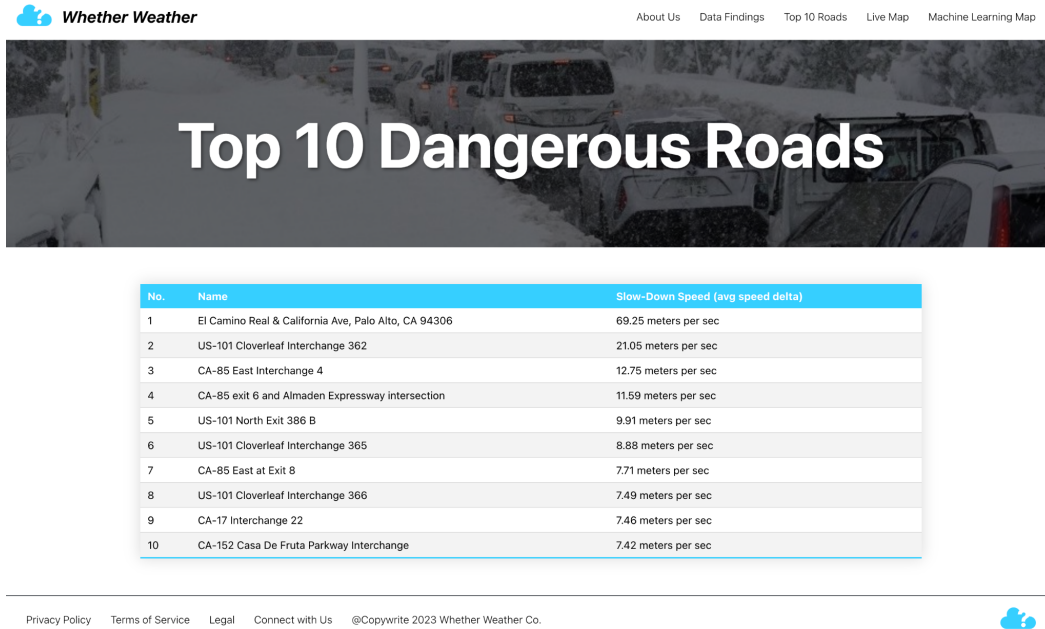 Whether Weather
About Us Data Findings Top 10 Roads Live Map Machine Learning Map
Top 10 Dangerous Roads
No. Name Slow-Down Speed (avg speed delta)
1 El Camino Real & California Ave, Palo Alto, CA 94306 69.25 meters per sec
2 US-101 Cloverleaf Interchange 362 21.05 meters per sec
3 CA-85 East Interchange 4 12.75 meters per sec
4 CA-85 exit 6 and Almaden Expressway intersection 11.59 meters per sec
5 US-101 North Exit 386 B 9.91 meters per sec
6 US-101 Cloverleaf Interchange 365 8.88 meters per sec
7 CA-85 East at Exit 8 7.71 meters per sec
8 US-101 Cloverleaf Interchange 366 7.49 meters per sec
9 CA-17 Interchange 22 7.46 meters per sec
10 CA-152 Casa De Fruta Parkway Interchange 7.42 meters per sec
Privacy Policy Terms of Service Legal Connect with Us @Copywrite 2023 Whether Weather Co.